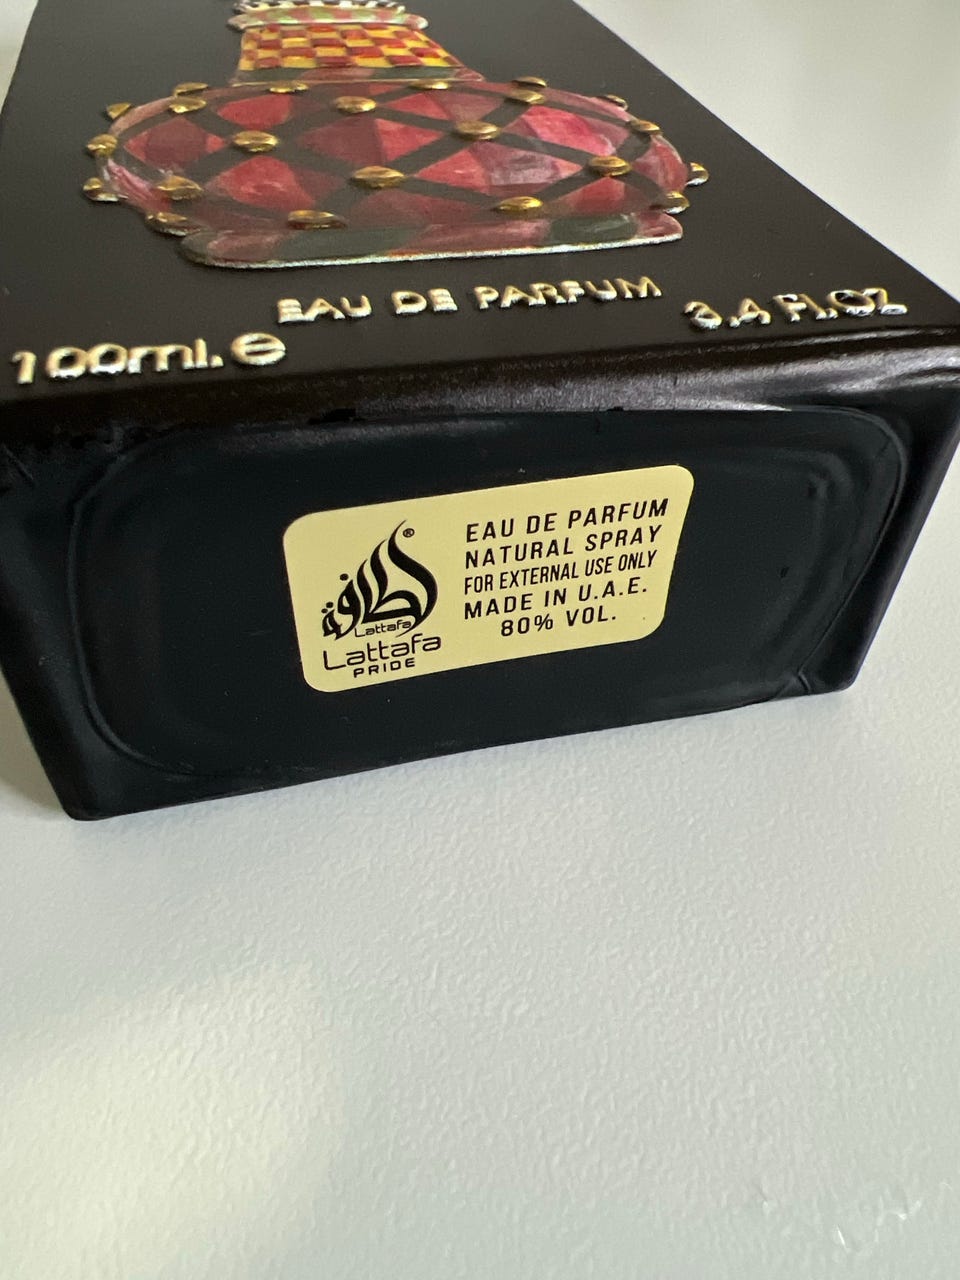 EAU DE PARFUM
100ml. e 3.4 FL.OZ
لطافة ®
Lattafa
Lattafa
PRIDE
EAU DE PARFUM
NATURAL SPRAY
FOR EXTERNAL USE ONLY
MADE IN U.A.E.
80% VOL.